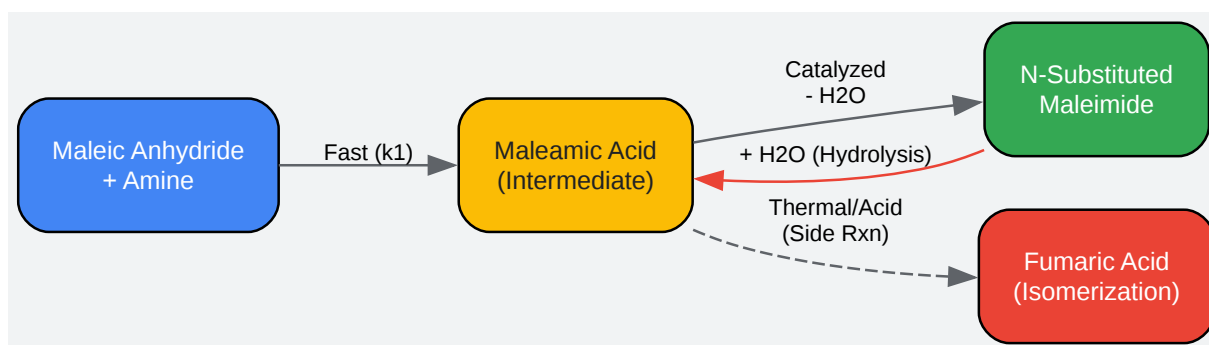 Maleic Anhydride
+ Amine
Fast (k1)
Maleamic Acid
(Intermediate)
Catalyzed
- H2O
+ H2O (Hydrolysis)
Thermal/Acid
(Side Rxn)
N-Substituted
Maleimide
Fumaric Acid
(Isomerization)